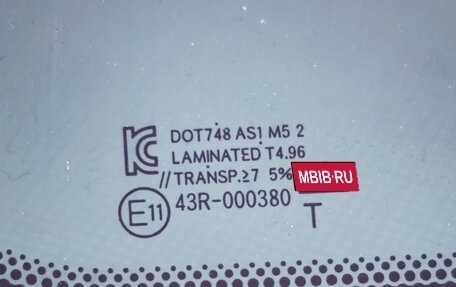 DOT748 AS1 M5 2
LAMINATED T4.96
//TRANSP.≥7 5%
E11 43R-000380
T
MBIB.RU